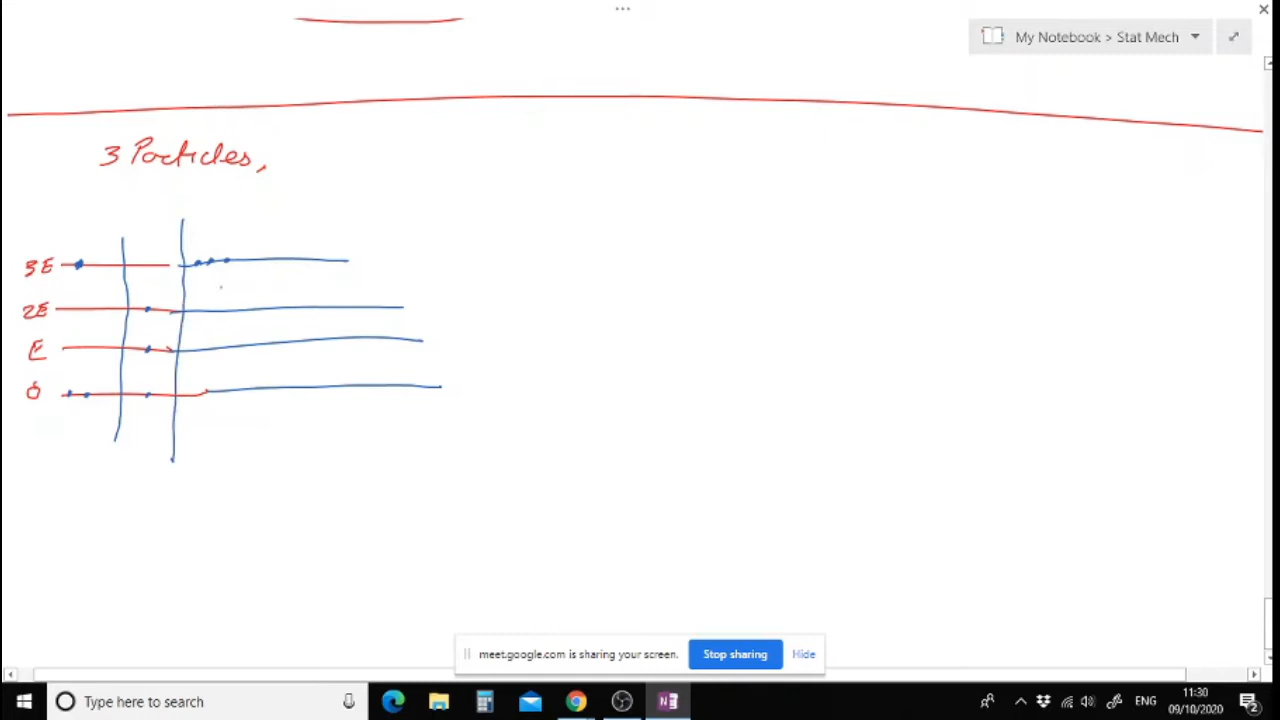 My Notebook > Stat Mech
3 Particles,
3E
2E
E
0
meet.google.com is sharing your screen.
Stop sharing
Hide
Type here to search
ENG
11:30
09/10/2020
2